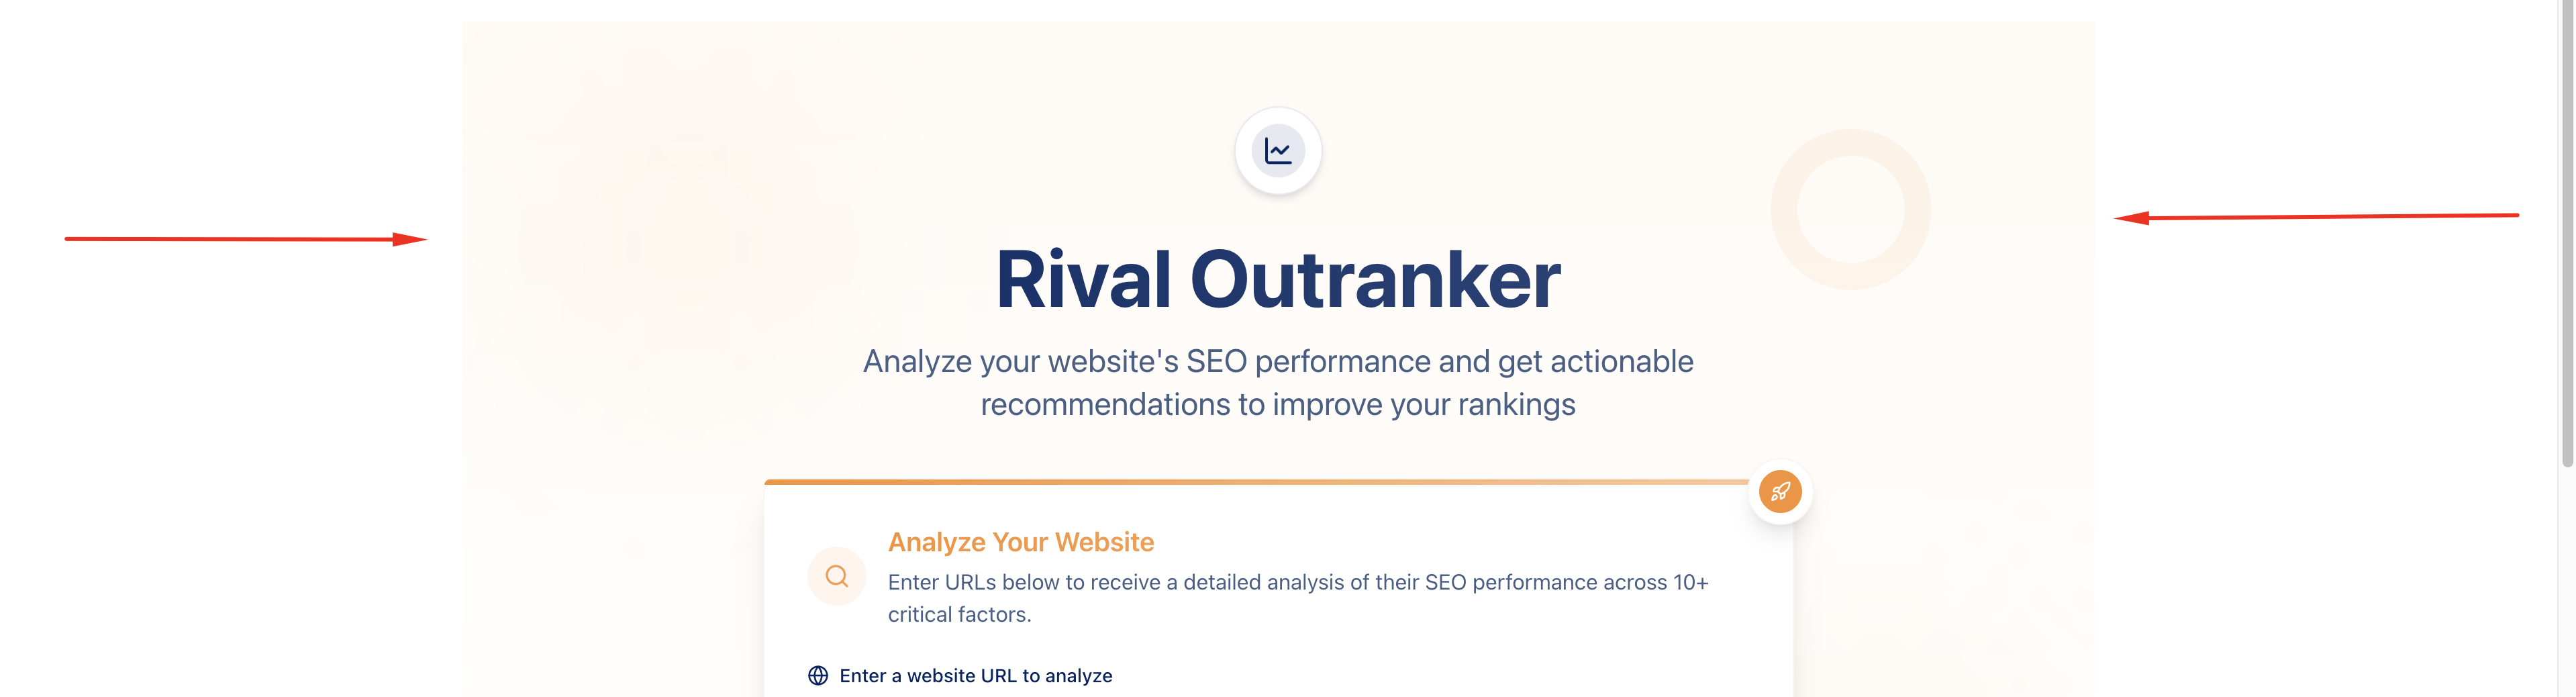 Rival Outranker
Analyze your website's SEO performance and get actionable
recommendations to improve your rankings
Analyze Your Website
Enter URLs below to receive a detailed analysis of their SEO performance across 10+
critical factors.
Enter a website URL to analyze